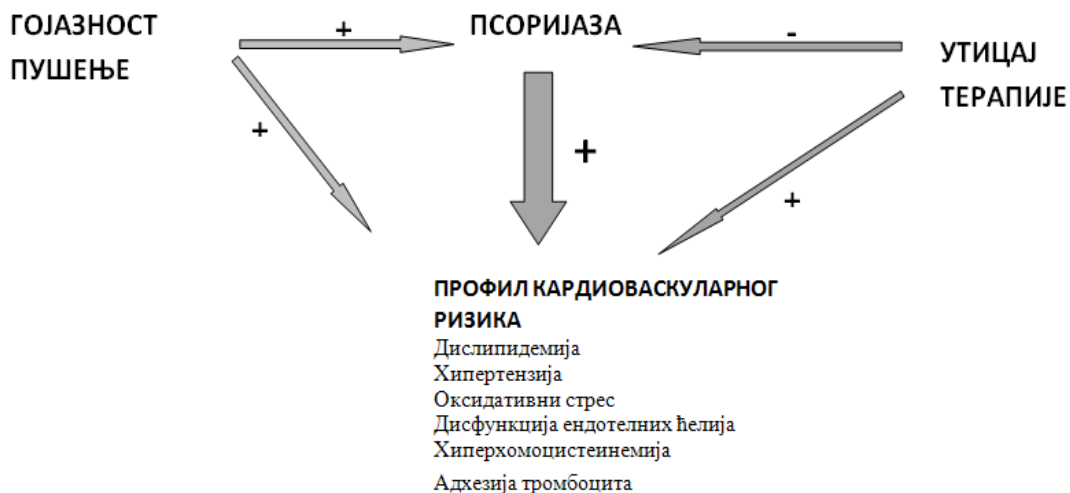 ГОЈАЗНОСТ
ПУШЕЊЕ
+
ПСОРИЈАЗА
-
УТИЦАЈ
ТЕРАПИЈЕ
+
+
+
ПРОФИЛ КАРДИОВАСКУЛАРНОГ
РИЗИКА
Дислипидемија
Хипертензија
Оксидативни стрес
Дисфункција ендотелних ћелија
Хиперхомоцистеинемија
Адхезија тромбоцита